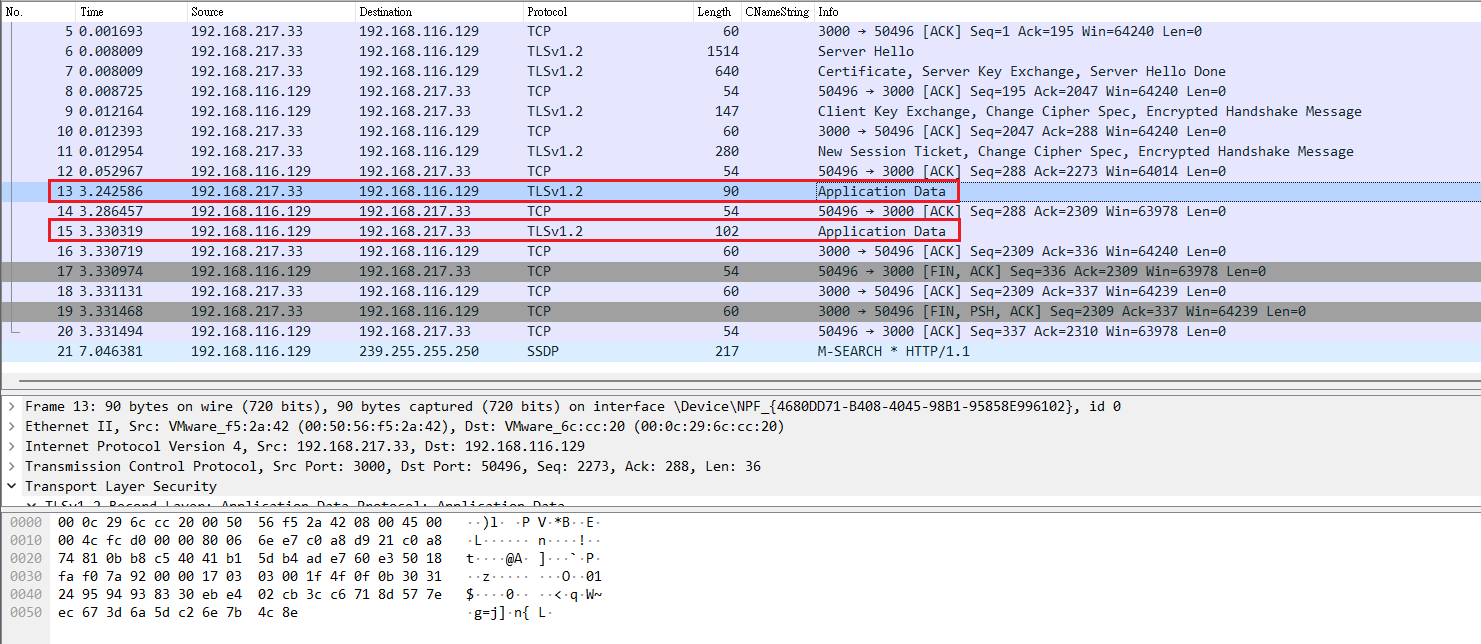 No. Time Source Destination Protocol Length CNameString Info
5 0.001693 192.168.217.33 192.168.116.129 TCP 60 3000 → 50496 [ACK] Seq=1 Ack=195 Win=64240 Len=0
6 0.008009 192.168.217.33 192.168.116.129 TLSv1.2 1514 Server Hello
7 0.008009 192.168.217.33 192.168.116.129 TLSv1.2 640 Certificate, Server Key Exchange, Server Hello Done
8 0.008725 192.168.116.129 192.168.217.33 TCP 54 50496 → 3000 [ACK] Seq=195 Ack=2047 Win=64240 Len=0
9 0.012164 192.168.116.129 192.168.217.33 TLSv1.2 147 Client Key Exchange, Change Cipher Spec, Encrypted Handshake Message
10 0.012393 192.168.217.33 192.168.116.129 TCP 60 3000 → 50496 [ACK] Seq=2047 Ack=288 Win=64240 Len=0
11 0.012954 192.168.217.33 192.168.116.129 TLSv1.2 280 New Session Ticket, Change Cipher Spec, Encrypted Handshake Message
12 0.052967 192.168.116.129 192.168.217.33 TCP 54 50496 → 3000 [ACK] Seq=288 Ack=2273 Win=64014 Len=0
13 3.242586 192.168.217.33 192.168.116.129 TLSv1.2 90 Application Data
14 3.286457 192.168.116.129 192.168.217.33 TCP 54 50496 → 3000 [ACK] Seq=288 Ack=2309 Win=63978 Len=0
15 3.330319 192.168.116.129 192.168.217.33 TLSv1.2 102 Application Data
16 3.330719 192.168.217.33 192.168.116.129 TCP 60 3000 → 50496 [ACK] Seq=2309 Ack=336 Win=64240 Len=0
17 3.330974 192.168.116.129 192.168.217.33 TCP 54 50496 → 3000 [FIN, ACK] Seq=336 Ack=2309 Win=63978 Len=0
18 3.331131 192.168.217.33 192.168.116.129 TCP 60 3000 → 50496 [ACK] Seq=2309 Ack=337 Win=64239 Len=0
19 3.331468 192.168.217.33 192.168.116.129 TCP 60 3000 → 50496 [FIN, PSH, ACK] Seq=2309 Ack=337 Win=64239 Len=0
20 3.331494 192.168.116.129 192.168.217.33 TCP 54 50496 → 3000 [ACK] Seq=337 Ack=2310 Win=63978 Len=0
21 7.046381 192.168.116.129 239.255.255.250 SSDP 217 M-SEARCH * HTTP/1.1
Frame 13: 90 bytes on wire (720 bits), 90 bytes captured (720 bits) on interface \Device\NPF_{4680DD71-B408-4045-98B1-95858E996102}, id 0
Ethernet II, Src: VMware_f5:2a:42 (00:50:56:f5:2a:42), Dst: VMware_6c:cc:20 (00:0c:29:6c:cc:20)
Internet Protocol Version 4, Src: 192.168.217.33, Dst: 192.168.116.129
Transmission Control Protocol, Src Port: 3000, Dst Port: 50496, Seq: 2273, Ack: 288, Len: 36
Transport Layer Security
TLSv1.2 Record Layer: Application Data Protocol: Application Data
0000 00 0c 29 6c cc 20 00 50 56 f5 2a 42 08 00 45 00 ··)l· ·P V·*B··E·
0010 00 4c fc d0 00 00 80 06 6e e7 c0 a8 d9 21 c0 a8 ·L······ n····!··
0020 74 81 0b b8 c5 40 41 b1 5d b4 ad e7 60 e3 50 18 t····@A· ]···`·P·
0030 fa f0 7a 92 00 00 17 03 03 00 1f 4f 0f 0b 30 31 ··z····· ···O··01
0040 24 95 94 93 83 30 eb e4 02 cb 3c c6 71 8d 57 7e $····0·· ··<·q·W~
0050 ec 67 3d 6a 5d c2 6e 7b 4c 8e ·g=j]·n{ L·